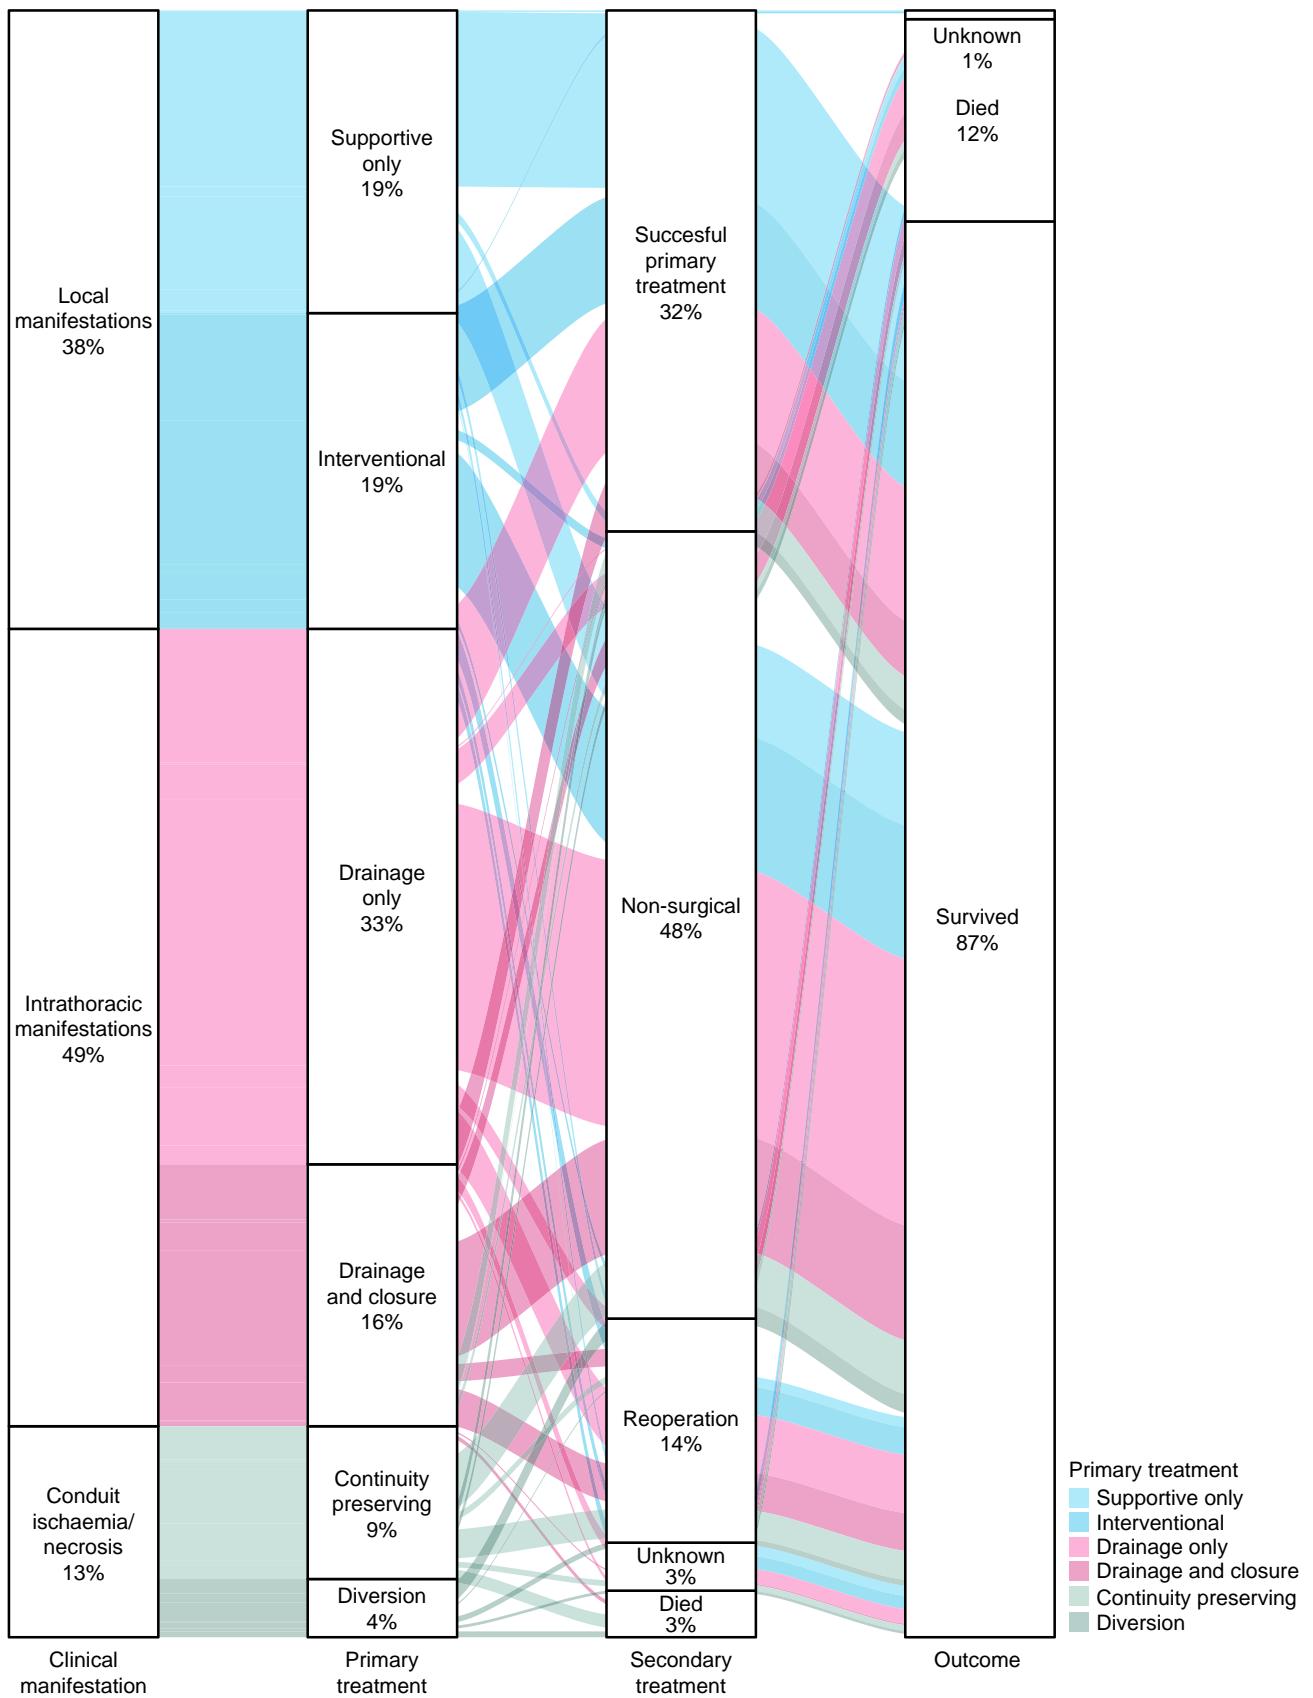 Local
manifestations
38%
Intrathoracic
manifestations
49%
Conduit
ischaemia/
necrosis
13%
Supportive
only
19%
Interventional
19%
Drainage
only
33%
Drainage
and closure
16%
Continuity
preserving
9%
Diversion
4%
Succesful
primary
treatment
32%
Non-surgical
48%
Reoperation
14%
Unknown
3%
Died
3%
Unknown
1%
Died
12%
Survived
87%
Primary treatment
Supportive only
Interventional
Drainage only
Drainage and closure
Continuity preserving
Diversion
Clinical
manifestation
Primary
treatment
Secondary
treatment
Outcome